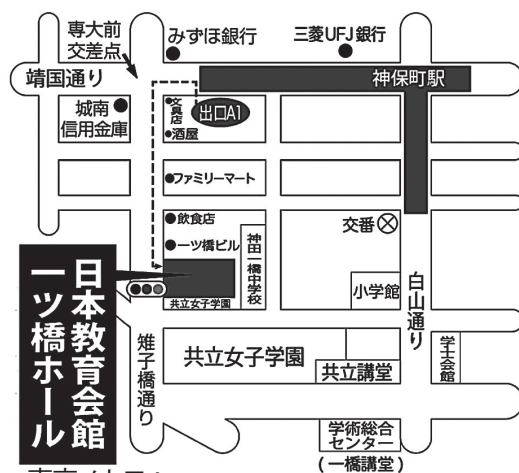 専大前
交差点
みずほ銀行
三菱UFJ銀行
靖国通り
神保町駅
城南
信用金庫
文具店
酒屋
出口A1
ファミリーマート
飲食店
一ツ橋ビル
神田一橋中学校
交番
小学館
白山通り
共立女子学園
日本教育会館
一ツ橋ホール
雉子橋通り
共立女子学園
共立講堂
学士会館
学術総合
センター
(一橋講堂)